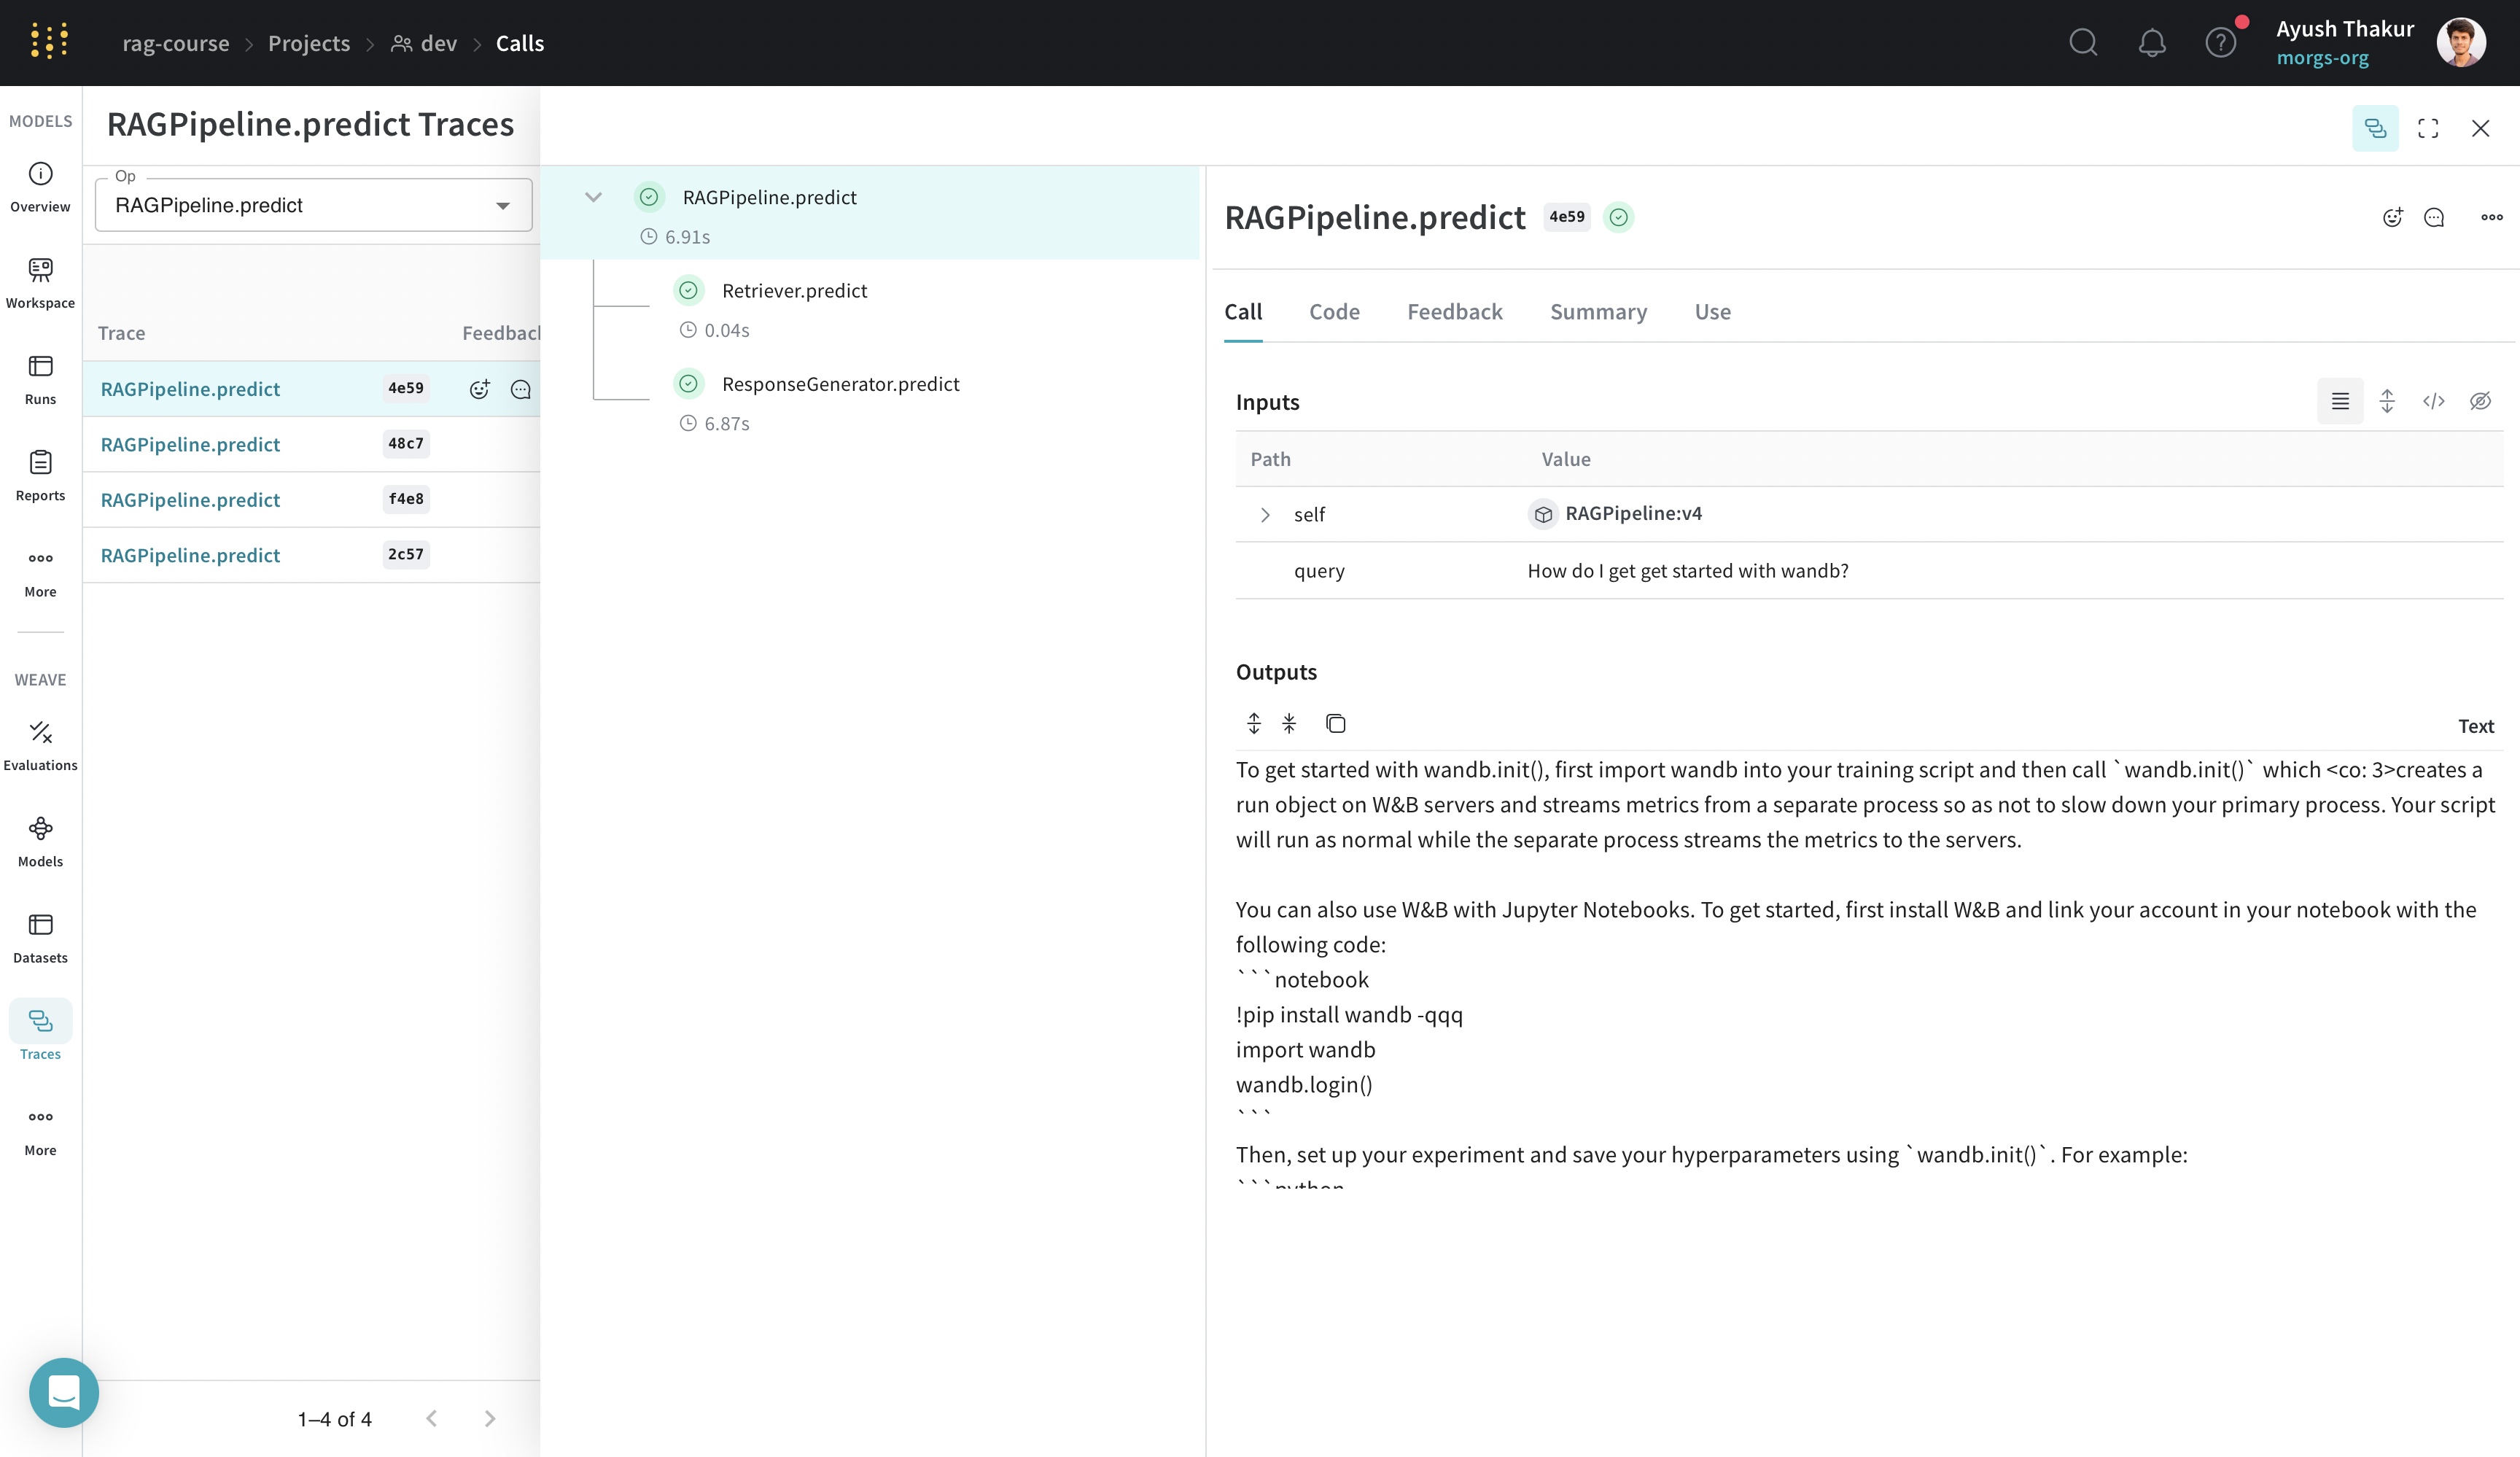 rag-course > Projects > dev > Calls
Ayush Thakur
morgs-org
MODELS
Overview
Workspace
Runs
Reports
More
WEAVE
Evaluations
Models
Datasets
Traces
More
RAGPipeline.predict Traces
Op
RAGPipeline.predict
Trace Feedback
RAGPipeline.predict 4e59
RAGPipeline.predict 48c7
RAGPipeline.predict f4e8
RAGPipeline.predict 2c57
1–4 of 4
RAGPipeline.predict
6.91s
Retriever.predict
0.04s
ResponseGenerator.predict
6.87s
RAGPipeline.predict 4e59
Call Code Feedback Summary Use
Inputs
Path Value
self RAGPipeline:v4
query How do I get get started with wandb?
Outputs
Text
To get started with wandb.init(), first import wandb into your training script and then call `wandb.init()` which <co: 3>creates a
run object on W&B servers and streams metrics from a separate process so as not to slow down your primary process. Your script
will run as normal while the separate process streams the metrics to the servers.
You can also use W&B with Jupyter Notebooks. To get started, first install W&B and link your account in your notebook with the
following code:
```notebook
!pip install wandb -qqq
import wandb
wandb.login()
```
Then, set up your experiment and save your hyperparameters using `wandb.init()`. For example:
```python